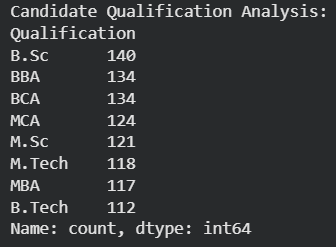 Candidate Qualification Analysis:
Qualification
B.Sc 140
BBA 134
BCA 134
MCA 124
M.Sc 121
M.Tech 118
MBA 117
B.Tech 112
Name: count, dtype: int64